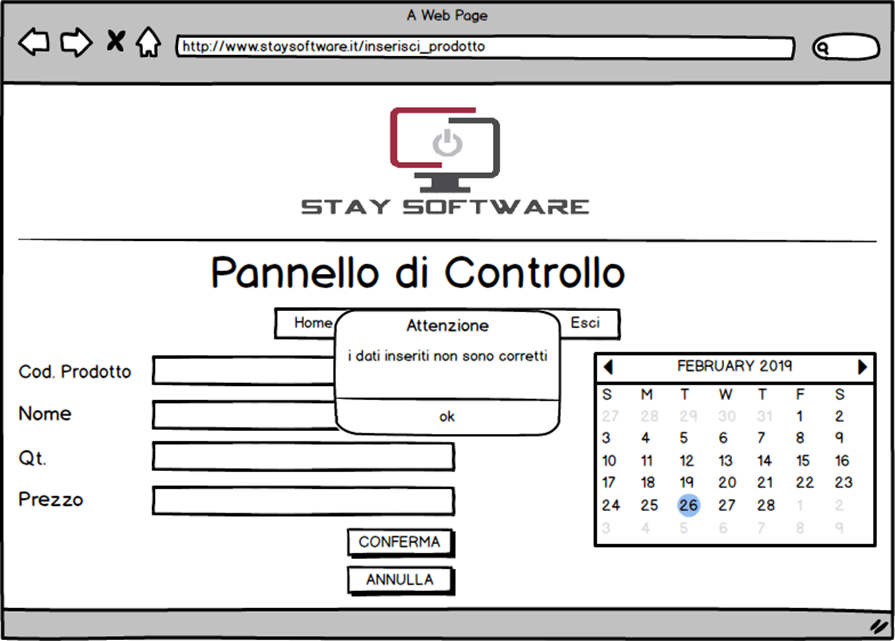 A Web Page
http://www.staysoftware.it/inserisci_prodotto
STAY SOFTWARE
Pannello di Controllo
Home
Esci
Attenzione
i dati inseriti non sono corretti
ok
Cod. Prodotto
Nome
Qt.
Prezzo
CONFERMA
ANNULLA
FEBRUARY 2019
S M T W T F S
27 28 29 30 31 1 2
3 4 5 6 7 8 9
10 11 12 13 14 15 16
17 18 19 20 21 22 23
24 25 26 27 28 1 2
3 4 5 6 7 8 9